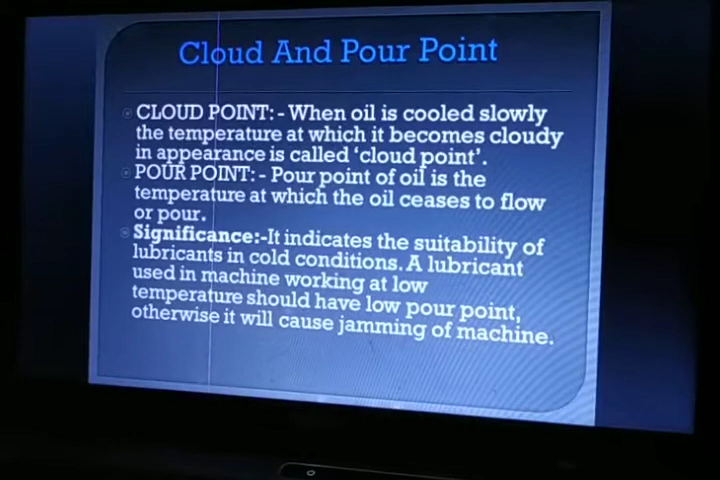 Cloud And Pour Point
CLOUD POINT: - When oil is cooled slowly
the temperature at which it becomes cloudy
in appearance is called ‘cloud point’.
POUR POINT: - Pour point of oil is the
temperature at which the oil ceases to flow
or pour.
Significance:-It indicates the suitability of
lubricants in cold conditions. A lubricant
used in machine working at low
temperature should have low pour point,
otherwise it will cause jamming of machine.